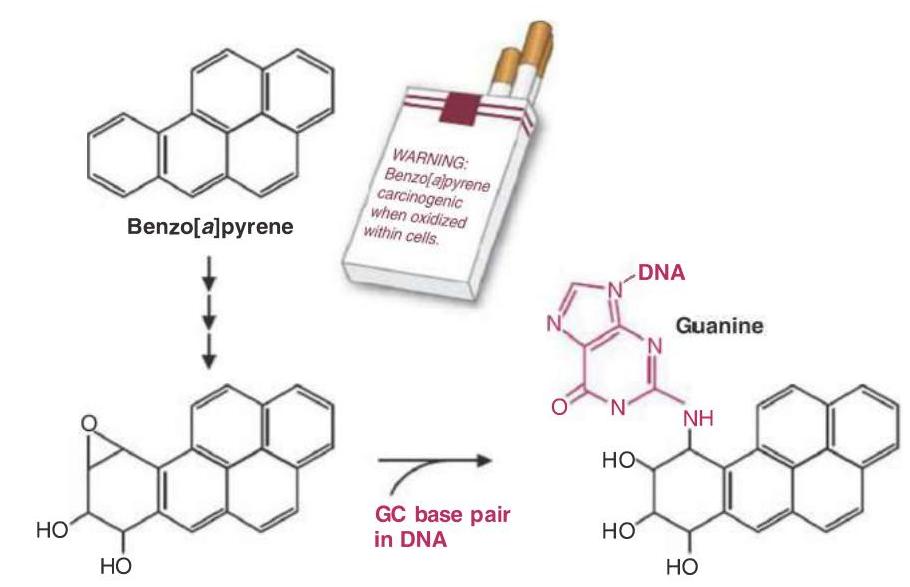 WARNING:
Benzo[a]pyrene
carcinogenic
when oxidized
within cells.
Benzo[a]pyrene
DNA
N
N
Guanine
N
O
N
NH
O
HO
HO
GC base pair
in DNA
HO
HO
HO